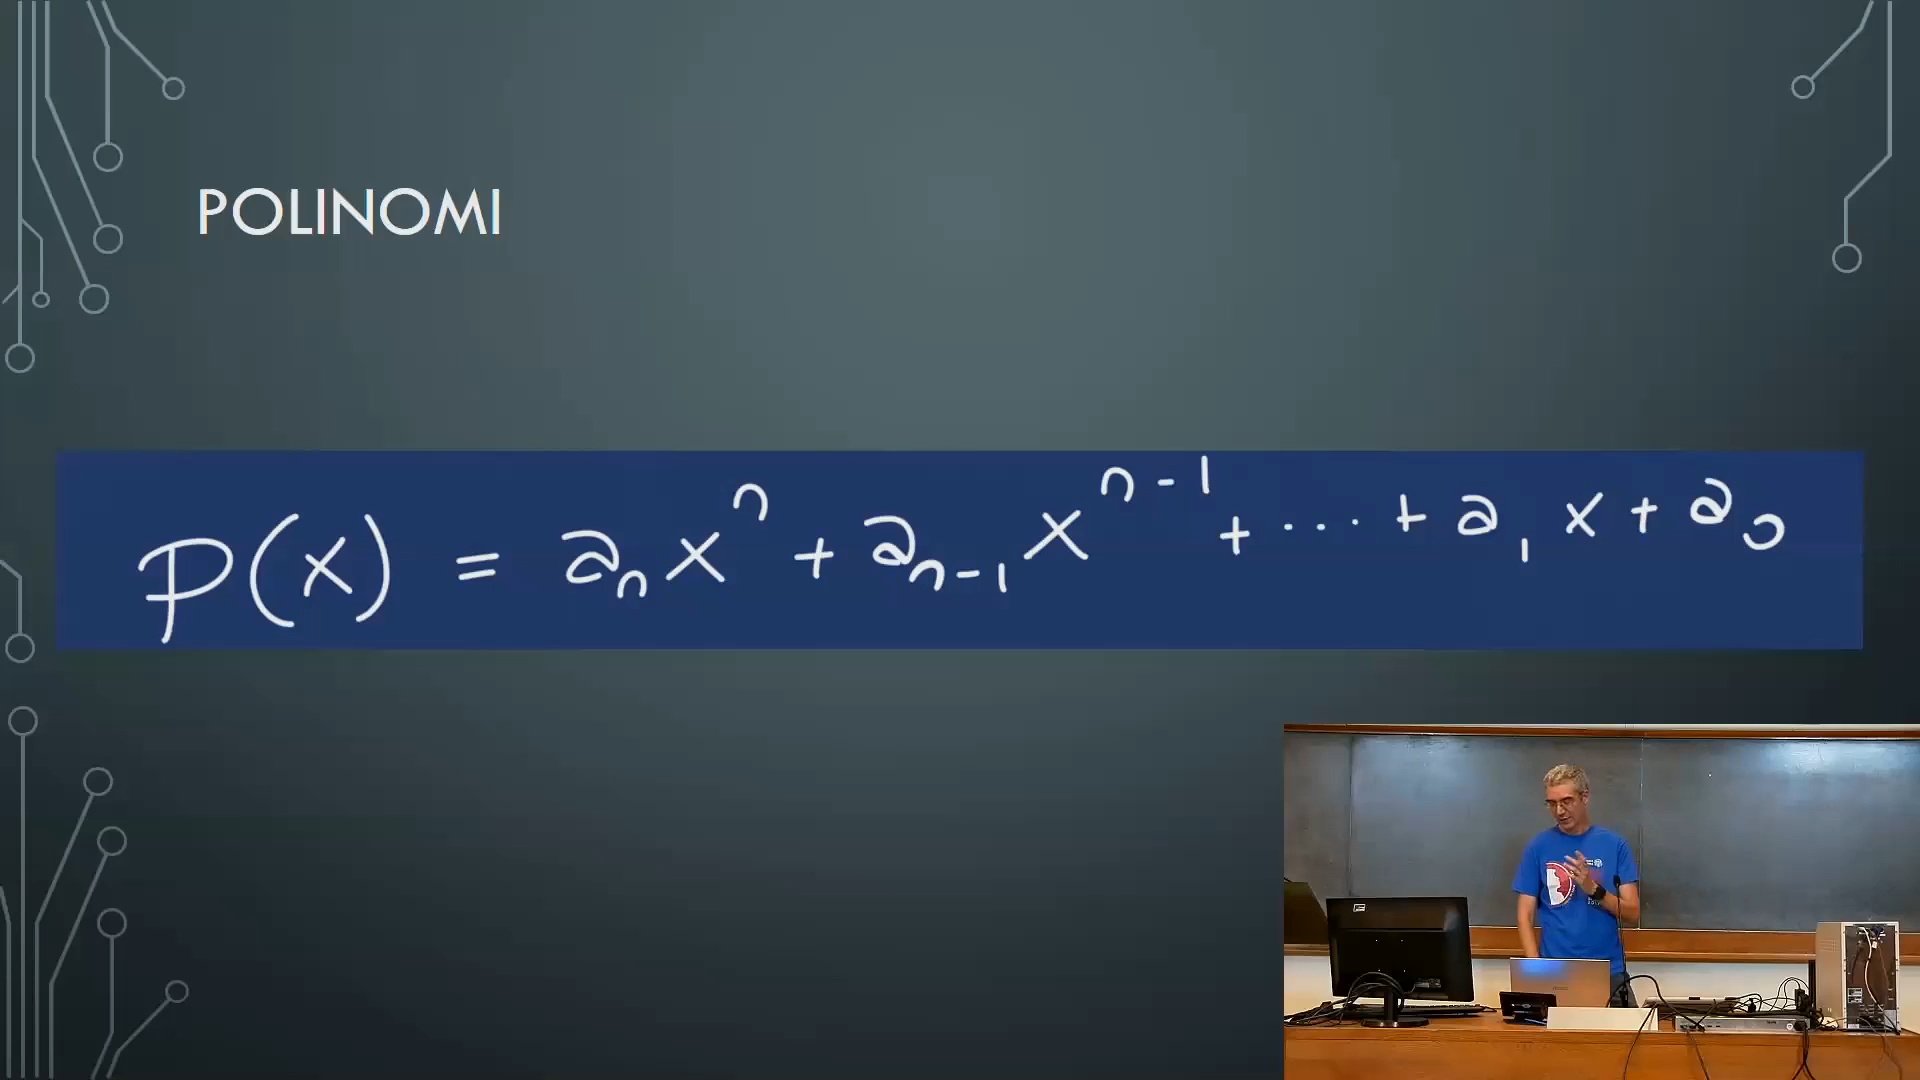 POLINOMI
P(x) = aₙxⁿ + aₙ₋₁xⁿ⁻¹ + ... + a₁x + a₀